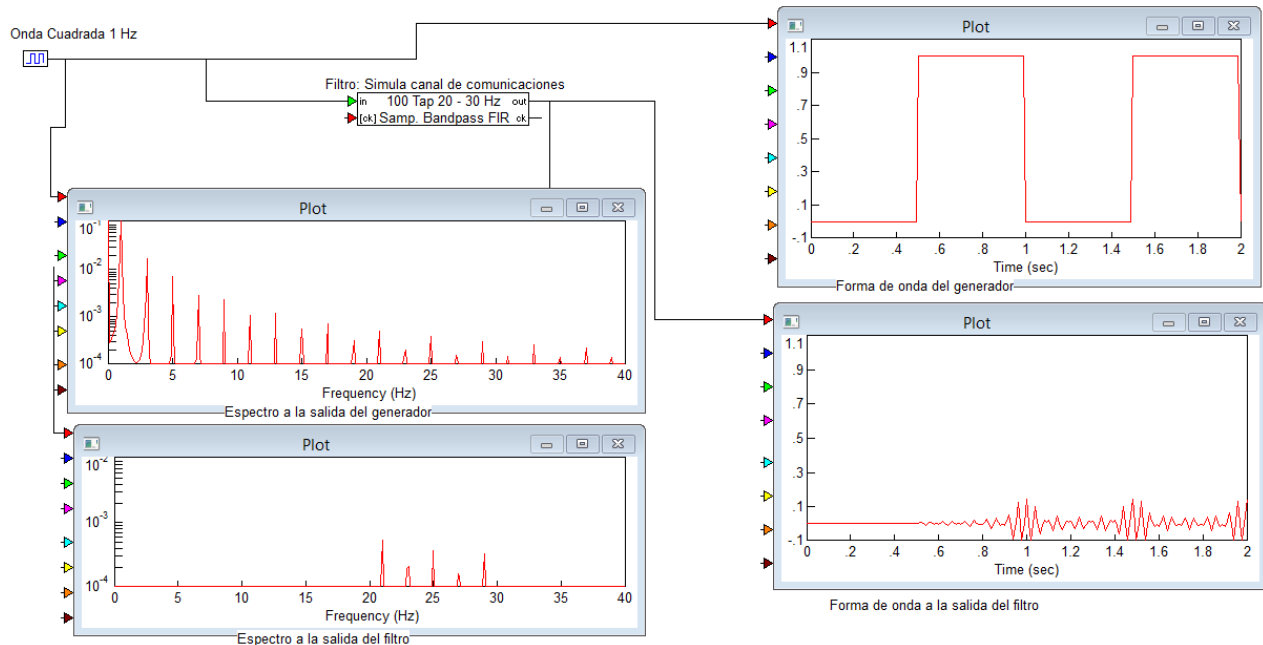 Onda Cuadrada 1 Hz
Filtro: Simula canal de comunicaciones
in 100 Tap 20 - 30 Hz out
[ok] Samp. Bandpass FIR ok
Plot
1.1
.9
.7
.5
.3
.1
-.1
0 .2 .4 .6 .8 1 1.2 1.4 1.6 1.8 2
Time (sec)
Forma de onda del generador
Plot
10-1
10-2
10-3
10-4
0 5 10 15 20 25 30 35 40
Frequency (Hz)
Espectro a la salida del generador
Plot
1.1
.9
.7
.5
.3
.1
-.1
0 .2 .4 .6 .8 1 1.2 1.4 1.6 1.8 2
Time (sec)
Forma de onda a la salida del filtro
Plot
10-2
10-3
10-4
0 5 10 15 20 25 30 35 40
Frequency (Hz)
Espectro a la salida del filtro